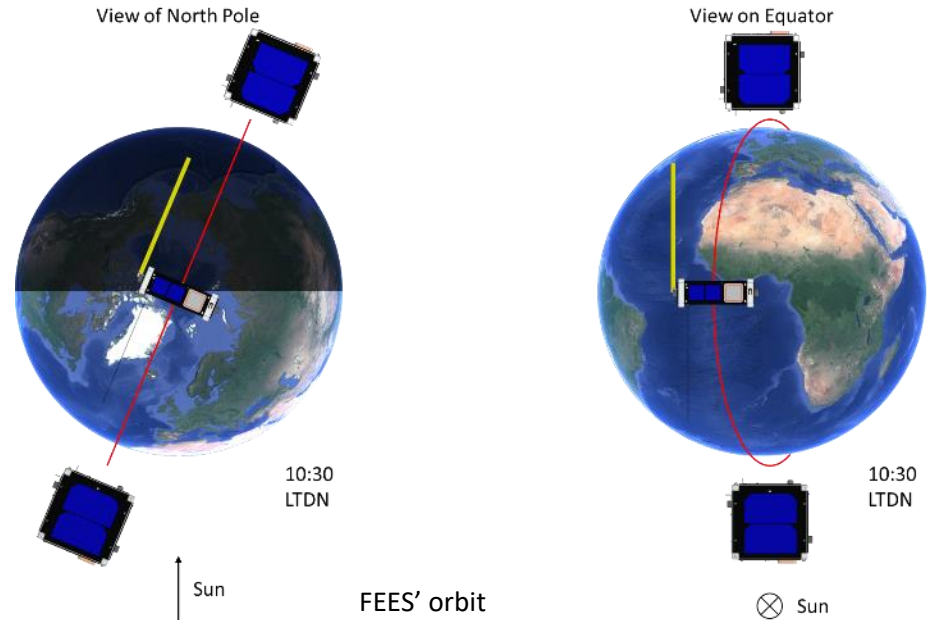 View of North Pole
View on Equator
10:30
LTDN
10:30
LTDN
Sun
FEES’ orbit
Sun